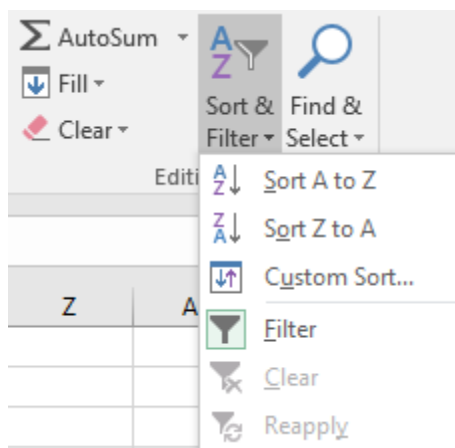 AutoSum
Fill
Clear
Sort &
Filter
Find &
Select
Editi
Sort A to Z
Sort Z to A
Custom Sort...
Filter
Clear
Reapply
Z
A